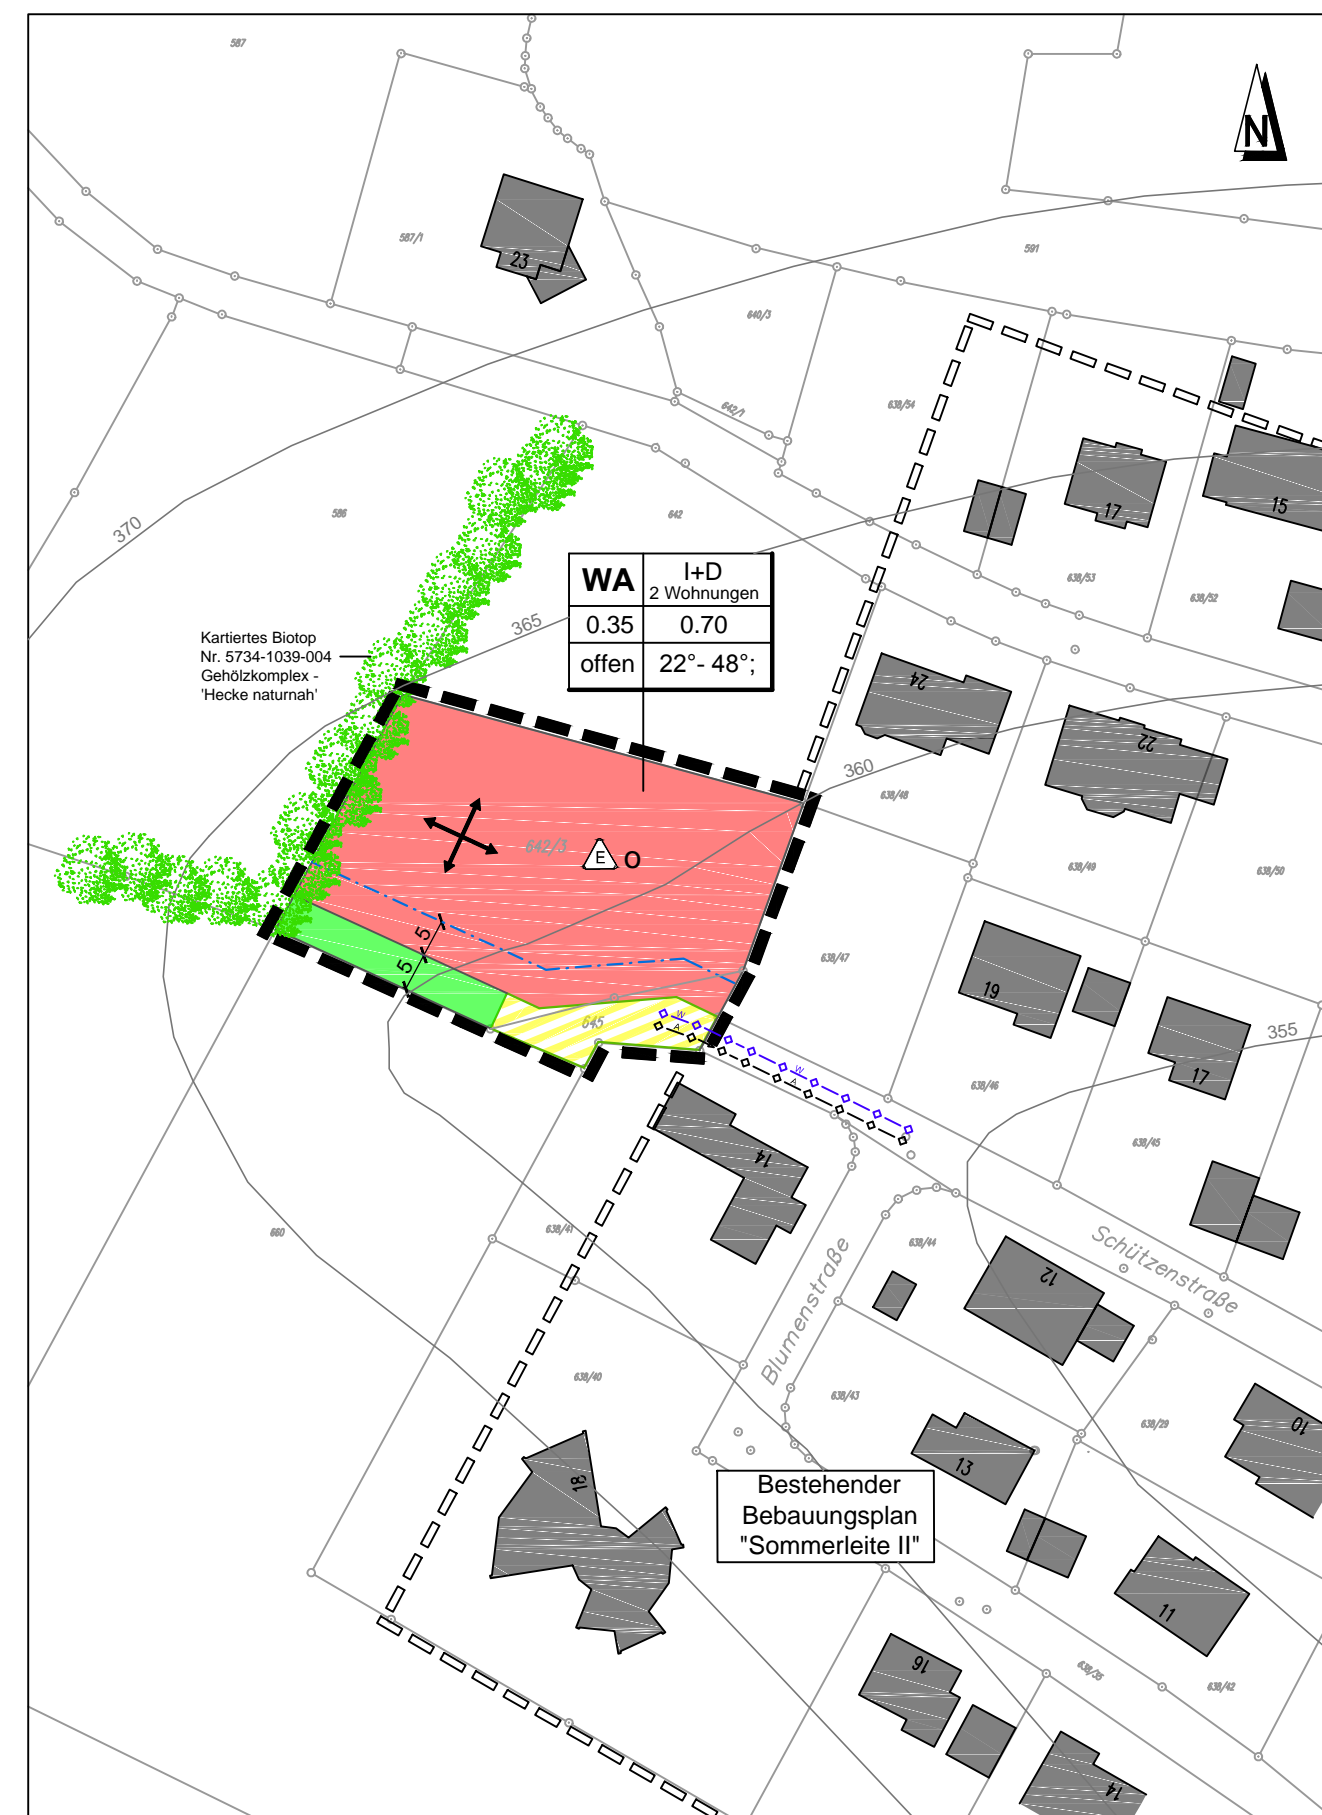 587
N
587/1
23
591
640/3
642/1
638/54
17
15
586
642
370
638/53
638/52
WA
I+D
2 Wohnungen
0.35
0.70
offen
22°- 48°;
365
Kartiertes Biotop
Nr. 5734-1039-004
Gehölzkomplex -
'Hecke naturnah'
24
22
360
638/48
642/3
E
O
638/49
638/50
5
5
638/47
19
645
W
A
355
17
W
A
638/46
638/45
14
660
638/41
638/44
Schützenstraße
Blumenstraße
12
638/40
638/43
638/29
10
13
18
Bestehender
Bebauungsplan
"Sommerleite II"
11
16
638/35
638/42
14